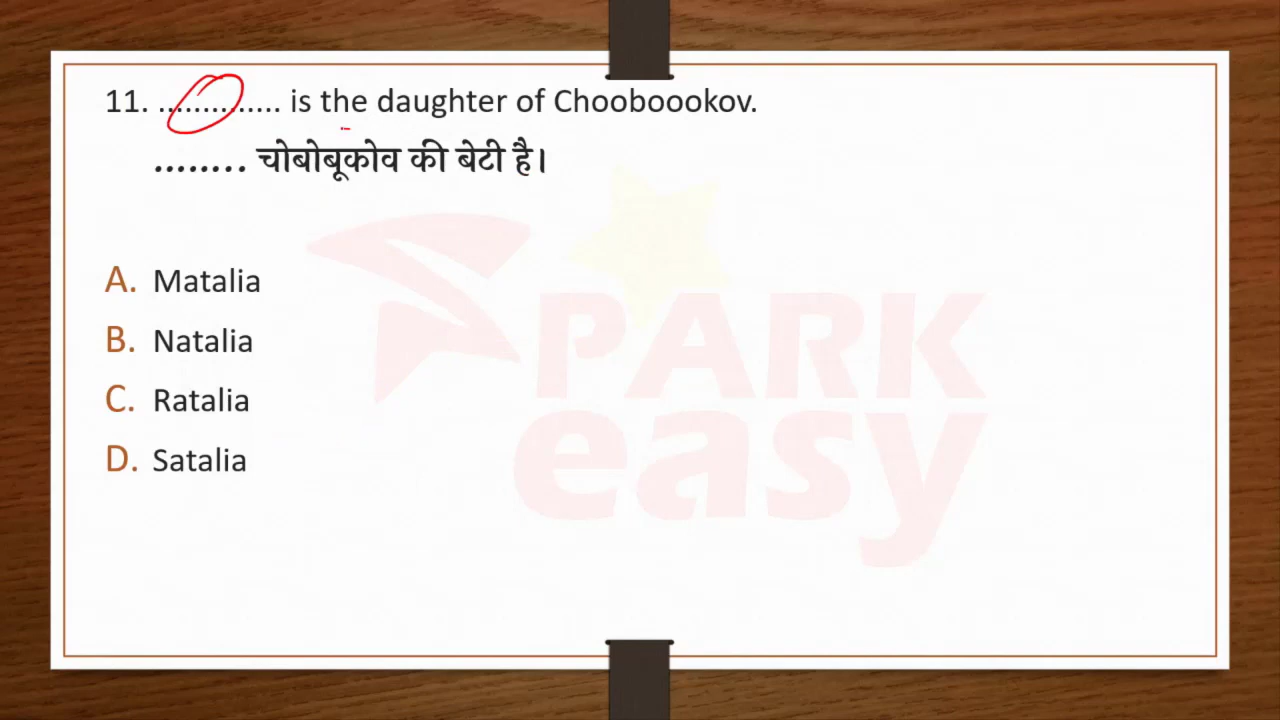 11. .............. is the daughter of Chooboookov.
........ चोबोबूकोव की बेटी है।
A. Matalia
B. Natalia
C. Ratalia
D. Satalia
SPARK
easy